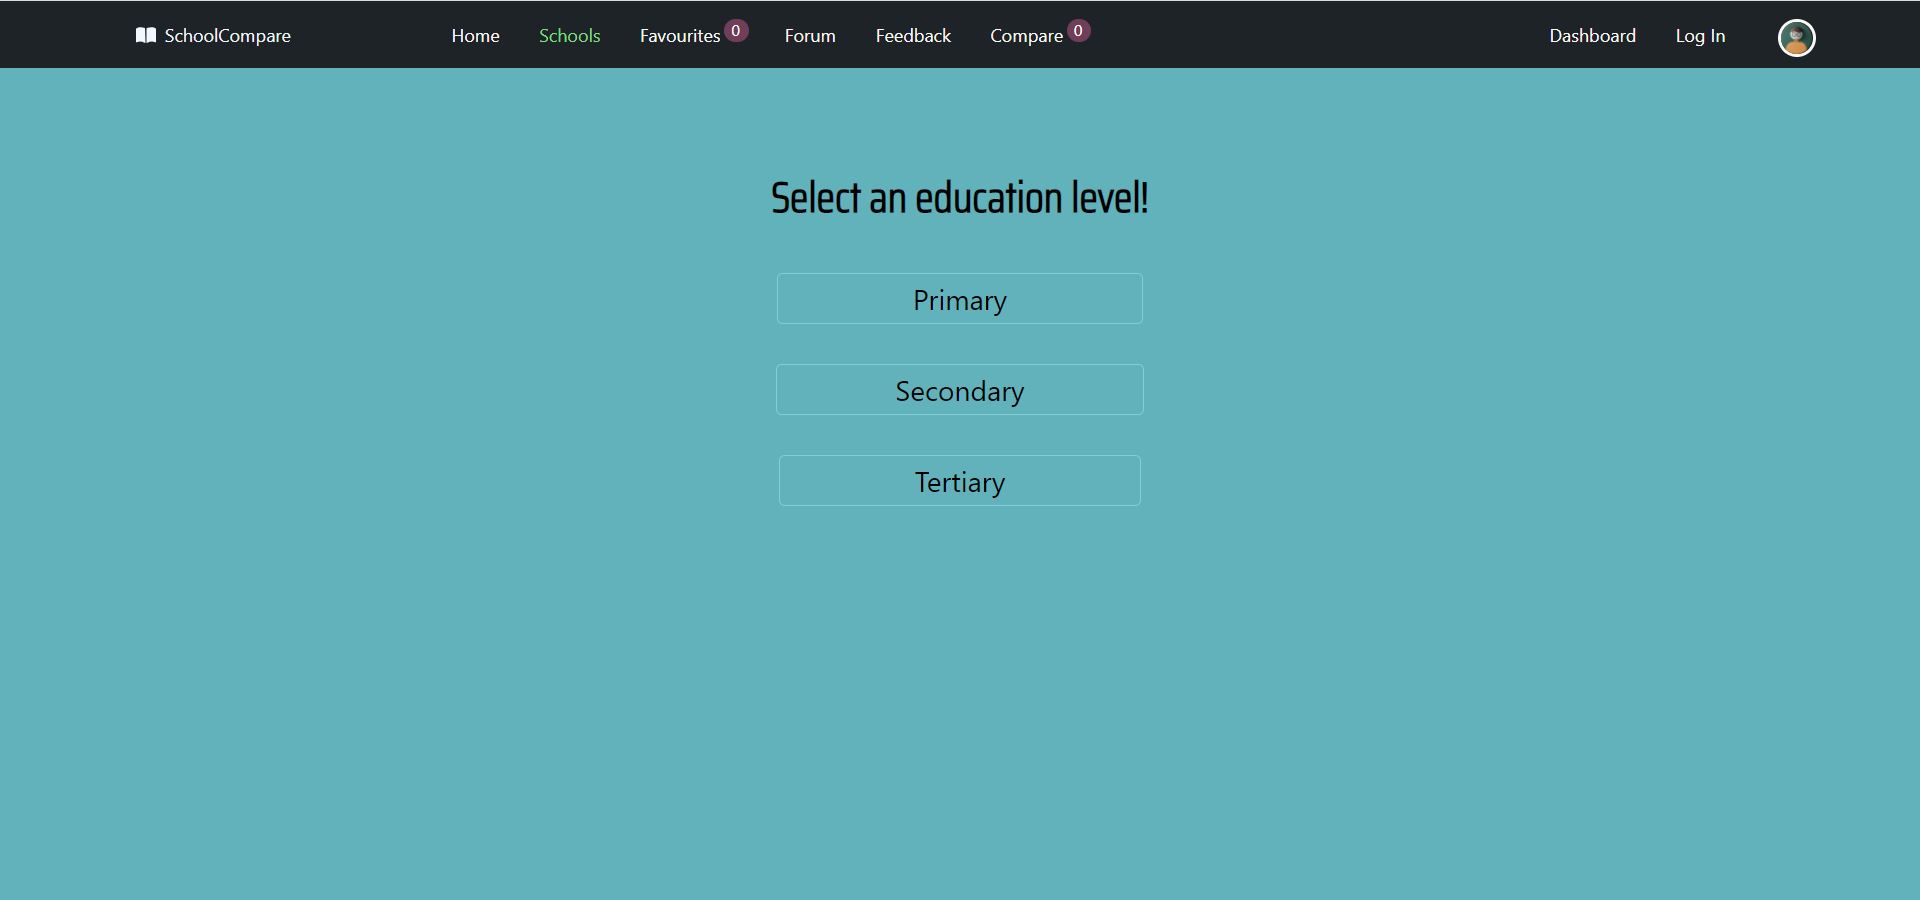 SchoolCompare Home Schools Favourites 0 Forum Feedback Compare 0 Dashboard Log In
Select an education level!
Primary
Secondary
Tertiary